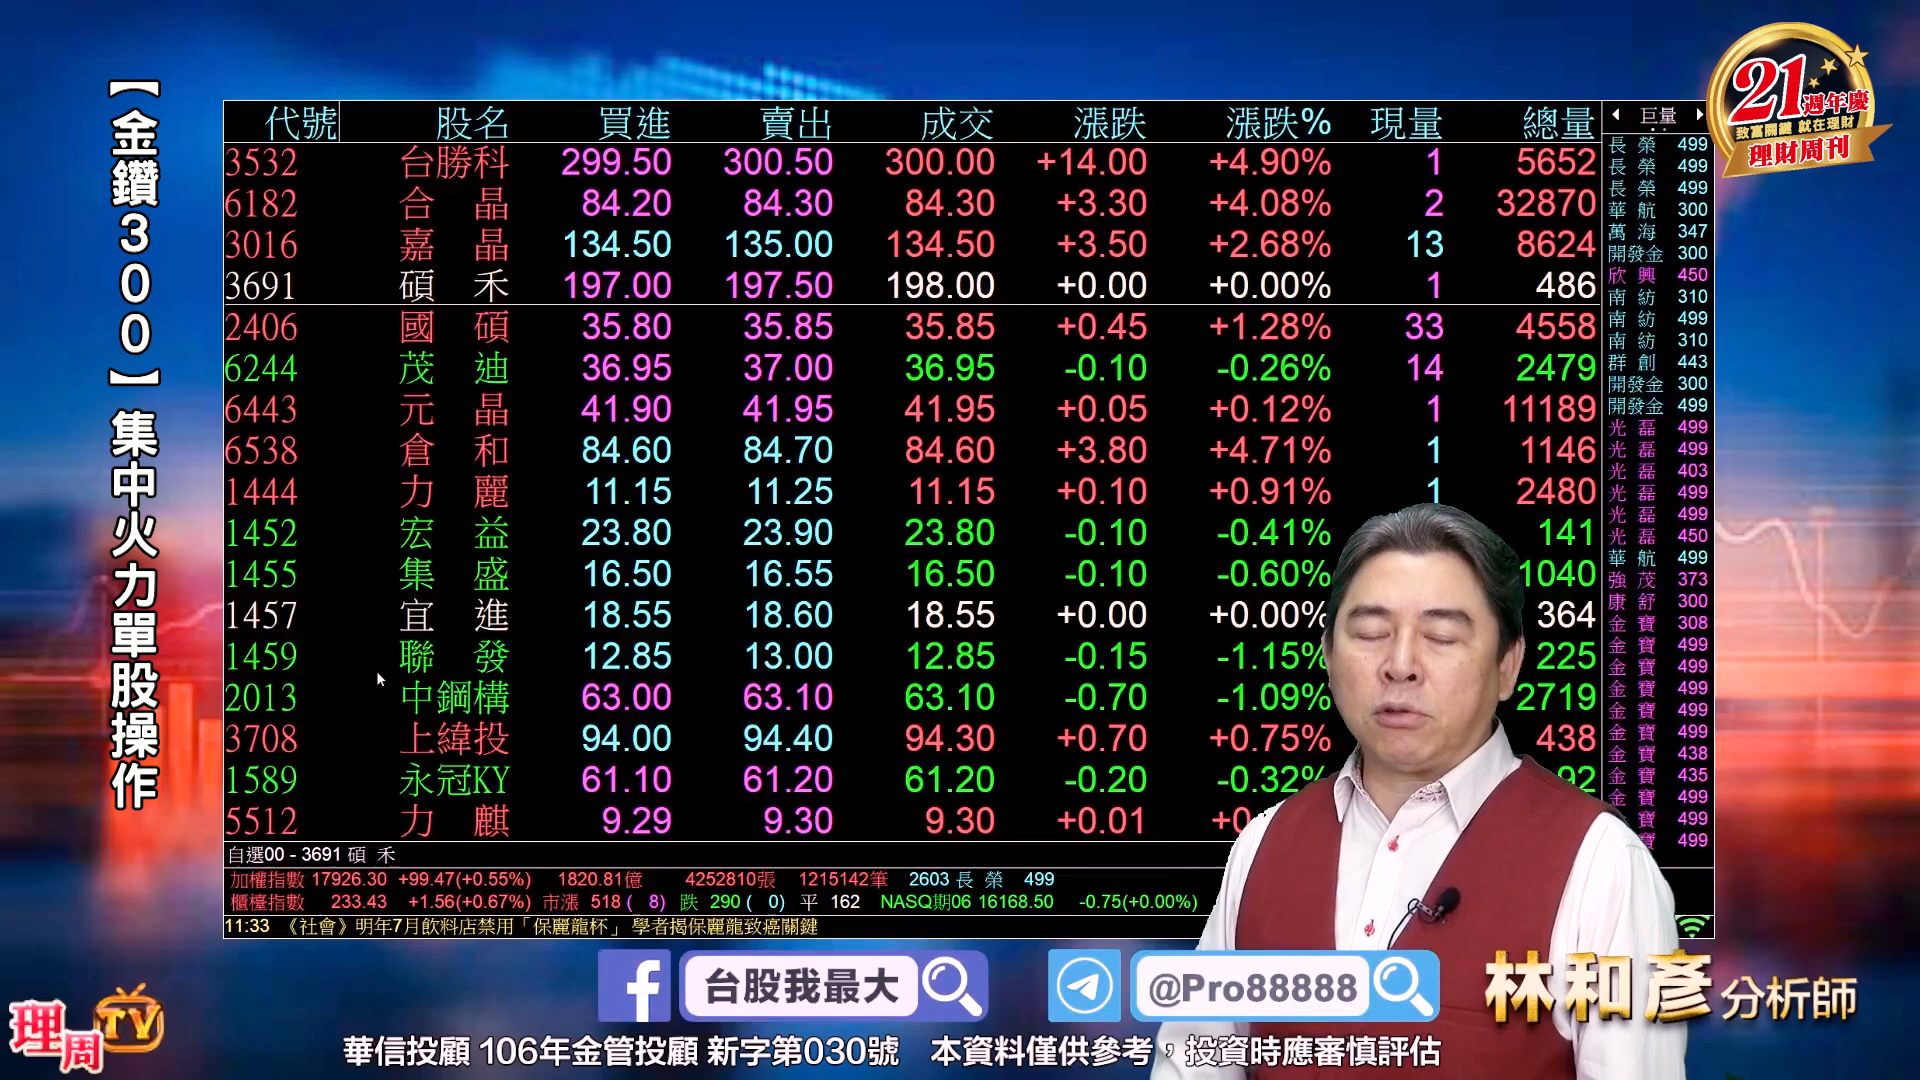 【金鑽300】集中火力單股操作
代號 股名 買進 賣出 成交 漲跌 漲跌% 現量 總量
3532 台勝科 299.50 300.50 300.00 +14.00 +4.90% 1 5652
6182 合晶 84.20 84.30 84.30 +3.30 +4.08% 2 32870
3016 嘉晶 134.50 135.00 134.50 +3.50 +2.68% 13 8624
3691 碩禾 197.00 197.50 198.00 +0.00 +0.00% 1 486
2406 國碩 35.80 35.85 35.85 +0.45 +1.28% 33 4558
6244 茂迪 36.95 37.00 36.95 -0.10 -0.26% 14 2479
6443 元晶 41.90 41.95 41.95 +0.05 +0.12% 1 11189
6538 倉和 84.60 84.70 84.60 +3.80 +4.71% 1 1146
1444 力麗 11.15 11.25 11.15 +0.10 +0.91% 1 2480
1452 宏益 23.80 23.90 23.80 -0.10 -0.41% 141
1455 集盛 16.50 16.55 16.50 -0.10 -0.60% 1040
1457 宜進 18.55 18.60 18.55 +0.00 +0.00% 364
1459 聯發 12.85 13.00 12.85 -0.15 -1.15% 225
2013 中鋼構 63.00 63.10 63.10 -0.70 -1.09% 2719
3708 上緯投 94.00 94.40 94.30 +0.70 +0.75% 438
1589 永冠KY 61.10 61.20 61.20 -0.20 -0.32%
5512 力麒 9.29 9.30 9.30 +0.01
自選00 - 3691 碩禾
加權指數 17926.30 +99.47(+0.55%) 1820.81億 4252810張 1215142筆 2603 長榮 499
櫃檯指數 233.43 +1.56(+0.67%) 市漲 518( 8) 跌 290( 0) 平 162 NASQ期06 16168.50 -0.75(+0.00%)
11:33 《社會》明年7月飲料店禁用「保麗龍杯」 學者揭保麗龍致癌關鍵
巨量
長榮 499
長榮 499
長榮 499
華航 300
萬海 347
開發金 300
欣興 450
南紡 310
南紡 499
南紡 310
群創 443
開發金 300
開發金 499
光磊 499
光磊 499
光磊 403
光磊 499
光磊 499
光磊 450
華航 499
強茂 373
康舒 300
金寶 308
金寶 499
金寶 499
金寶 499
金寶 499
金寶 499
金寶 438
金寶 435
金寶 499
寶 499
寶 499
21週年慶
致富關鍵 就在理財
理財周刊
台股我最大
@Pro88888
林和彥 分析師
理周TV
華信投顧 106年金管投顧 新字第030號 本資料僅供參考，投資時應審慎評估